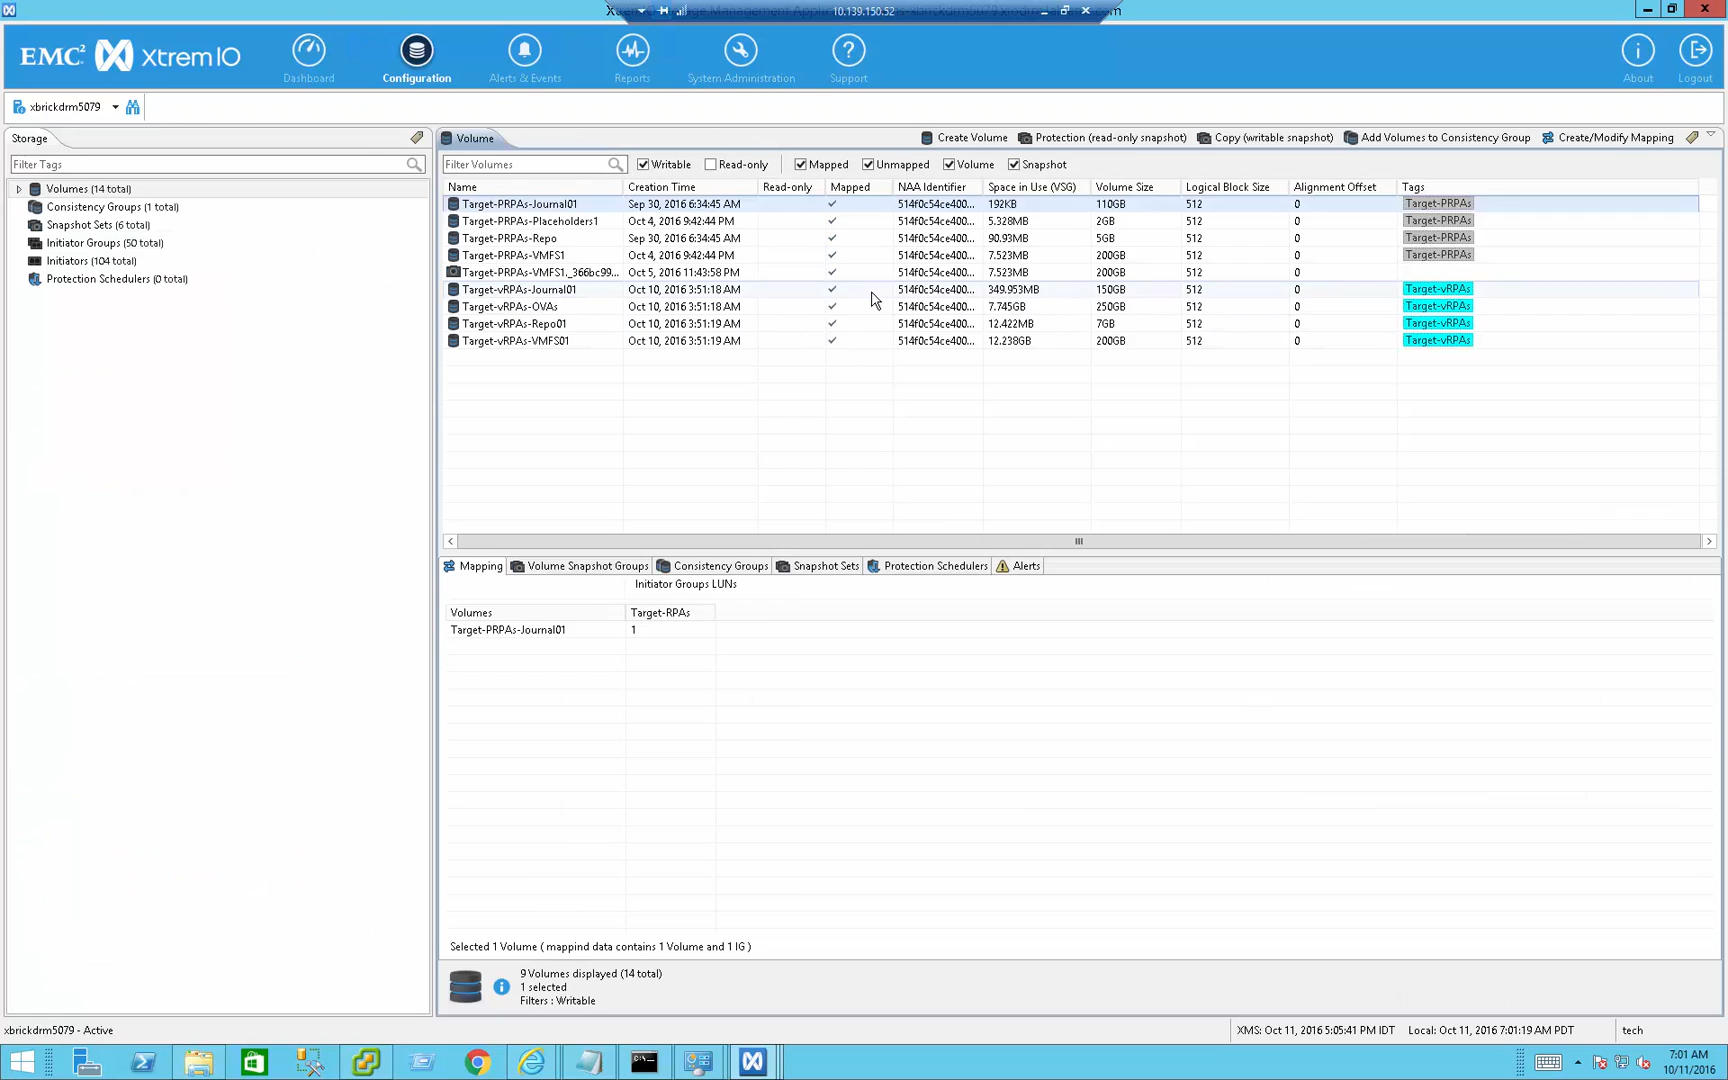 10.139.150.52
EMC² XtremIO
Dashboard
Configuration
Alerts & Events
Reports
System Administration
Support
About
Logout
xbrickdrm5079
Storage
Filter Tags
Volumes (14 total)
Consistency Groups (1 total)
Snapshot Sets (6 total)
Initiator Groups (50 total)
Initiators (104 total)
Protection Schedulers (0 total)
Volume
Create Volume Protection (read-only snapshot) Copy (writable snapshot) Add Volumes to Consistency Group Create/Modify Mapping
Filter Volumes Writable Read-only Mapped Unmapped Volume Snapshot
Name Creation Time Read-only Mapped NAA Identifier Space in Use (VSG) Volume Size Logical Block Size Alignment Offset Tags
Target-PRPAs-Journal01 Sep 30, 2016 6:34:45 AM ✓ 514f0c54ce400... 192KB 110GB 512 0 Target-PRPAs
Target-PRPAs-Placeholders1 Oct 4, 2016 9:42:44 PM ✓ 514f0c54ce400... 5.328MB 2GB 512 0 Target-PRPAs
Target-PRPAs-Repo Sep 30, 2016 6:34:45 AM ✓ 514f0c54ce400... 90.93MB 5GB 512 0 Target-PRPAs
Target-PRPAs-VMFS1 Oct 4, 2016 9:42:44 PM ✓ 514f0c54ce400... 7.523MB 200GB 512 0 Target-PRPAs
Target-PRPAs-VMFS1._366bc99... Oct 5, 2016 11:43:58 PM ✓ 514f0c54ce400... 7.523MB 200GB 512 0
Target-vRPAs-Journal01 Oct 10, 2016 3:51:18 AM ✓ 514f0c54ce400... 349.953MB 150GB 512 0 Target-vRPAs
Target-vRPAs-OVAs Oct 10, 2016 3:51:18 AM ✓ 514f0c54ce400... 7.745GB 250GB 512 0 Target-vRPAs
Target-vRPAs-Repo01 Oct 10, 2016 3:51:19 AM ✓ 514f0c54ce400... 12.422MB 7GB 512 0 Target-vRPAs
Target-vRPAs-VMFS01 Oct 10, 2016 3:51:19 AM ✓ 514f0c54ce400... 12.238GB 200GB 512 0 Target-vRPAs
Mapping Volume Snapshot Groups Consistency Groups Snapshot Sets Protection Schedulers Alerts
Initiator Groups LUNs
Volumes Target-RPAs
Target-PRPAs-Journal01 1
Selected 1 Volume ( mappind data contains 1 Volume and 1 IG )
9 Volumes displayed (14 total)
1 selected
Filters : Writable
xbrickdrm5079 - Active
XMS: Oct 11, 2016 5:05:41 PM IDT Local: Oct 11, 2016 7:01:19 AM PDT tech
7:01 AM
10/11/2016